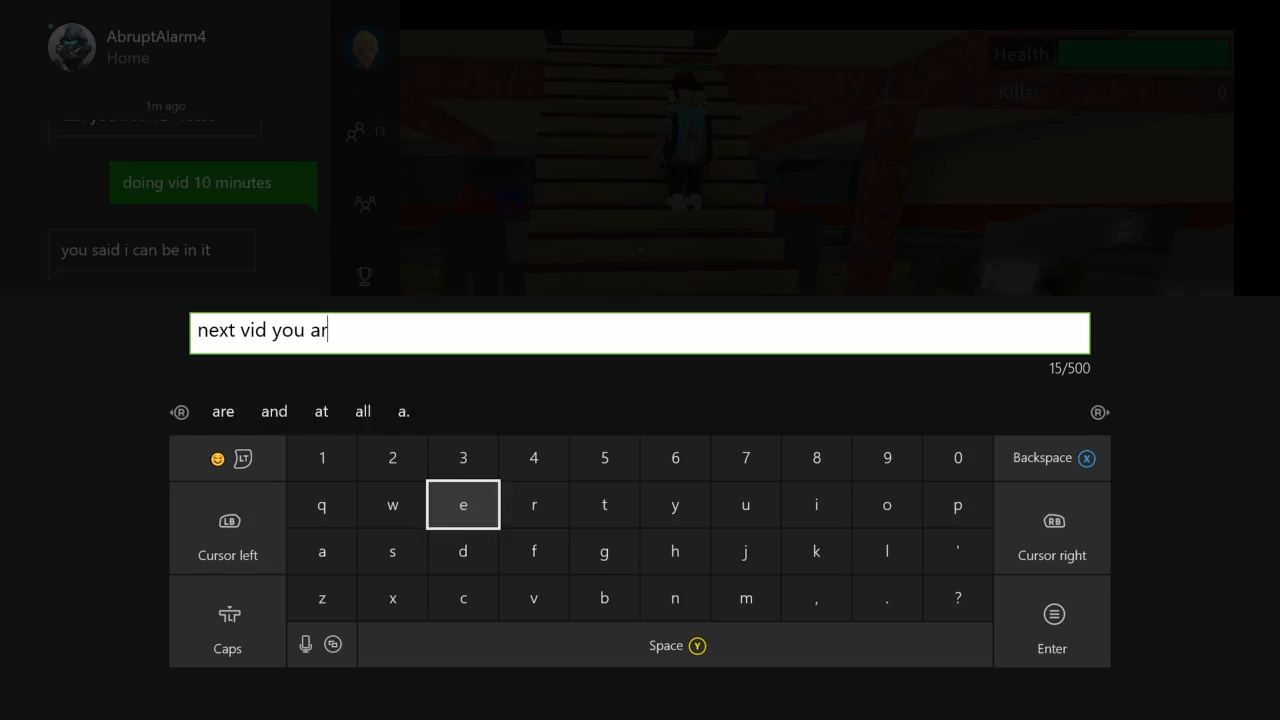 AbruptAlarm4
Home
1m ago
doing vid 10 minutes
you said i can be in it
13
Health
Kills: 0
next vid you ar
15/500
R are and at all a. R
LT 1 2 3 4 5 6 7 8 9 0 Backspace X
q w e r t y u i o p
LB RB
Cursor left Cursor right
a s d f g h j k l '
z x c v b n m , . ?
LT
Caps Space Y Enter